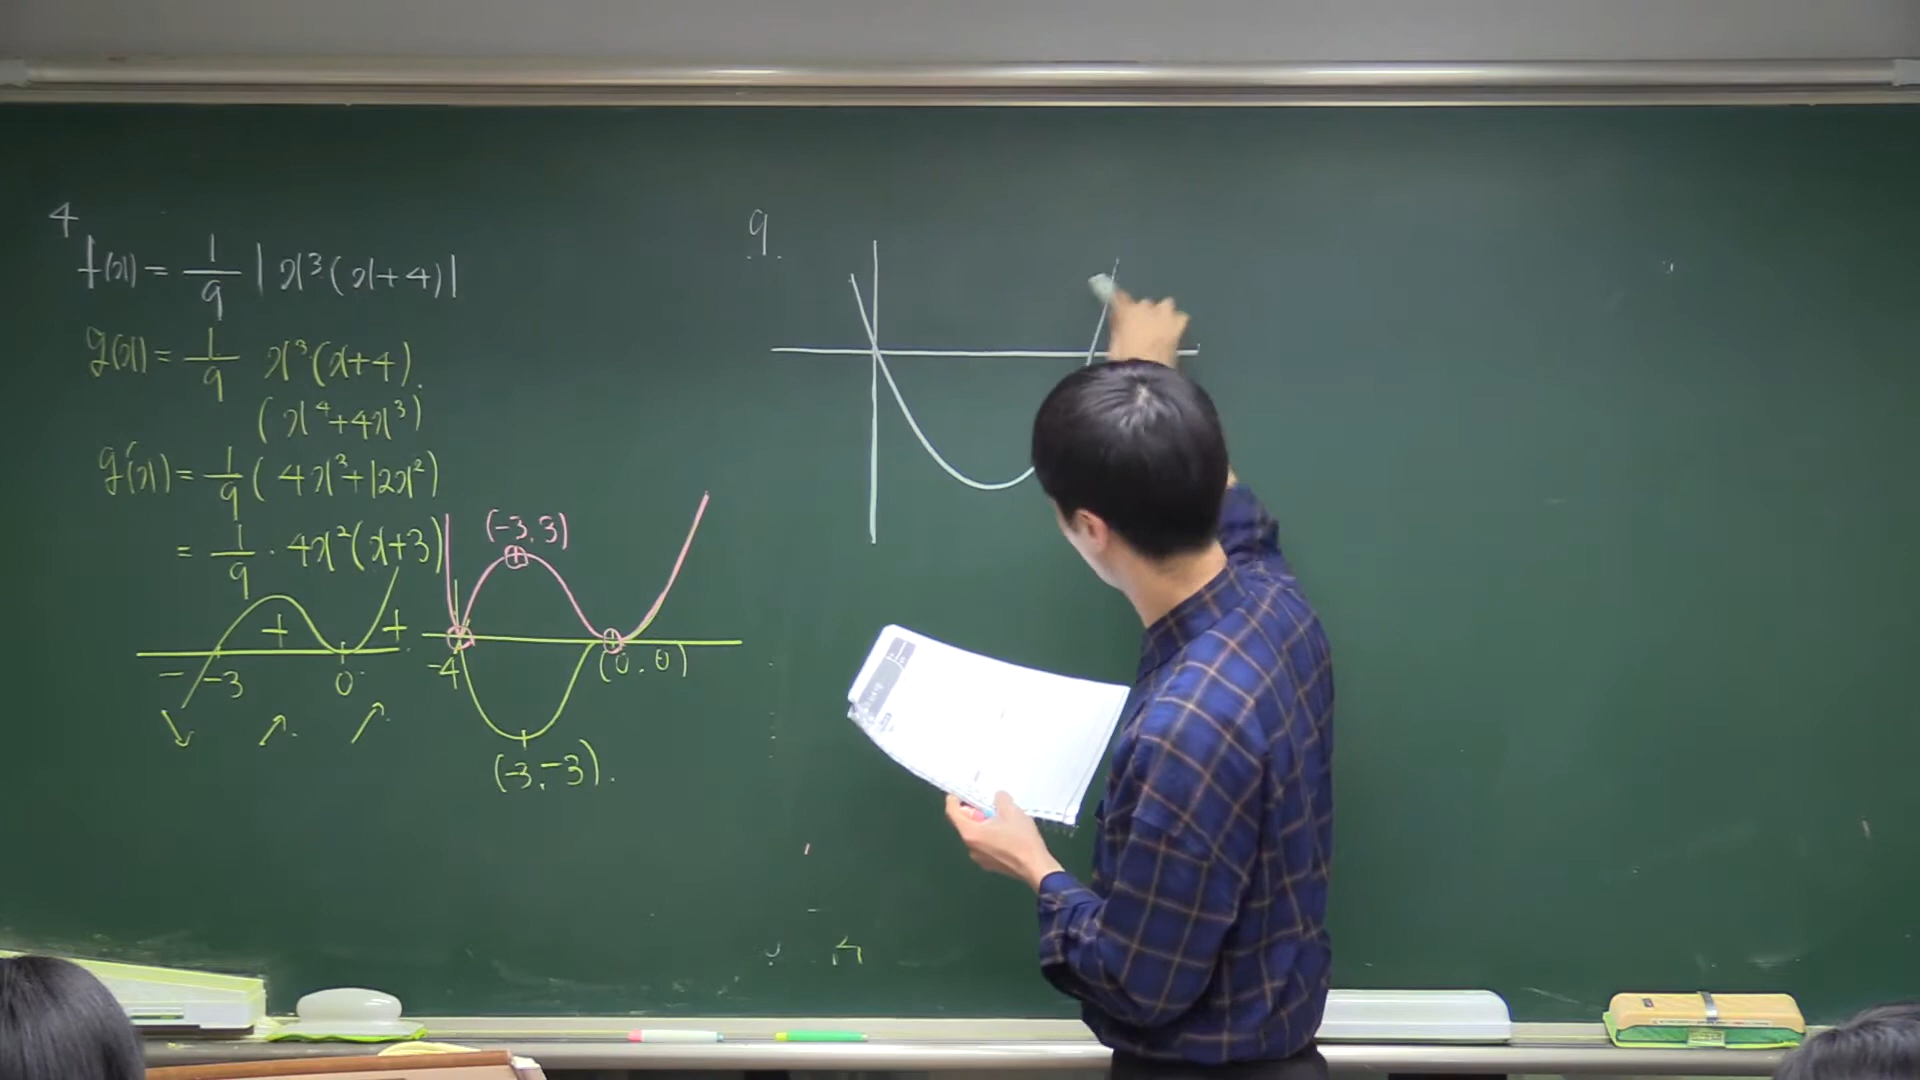 4
f(x) = 1/9 |x³(x+4)|
g(x) = 1/9 x³(x+4).
(x⁴+4x³)
g'(x) = 1/9 (4x³+12x²)
= 1/9 · 4x²(x+3)
+ +
- -3 0
(-3, 3)
-4 (0, 0)
(-3, -3).
9.